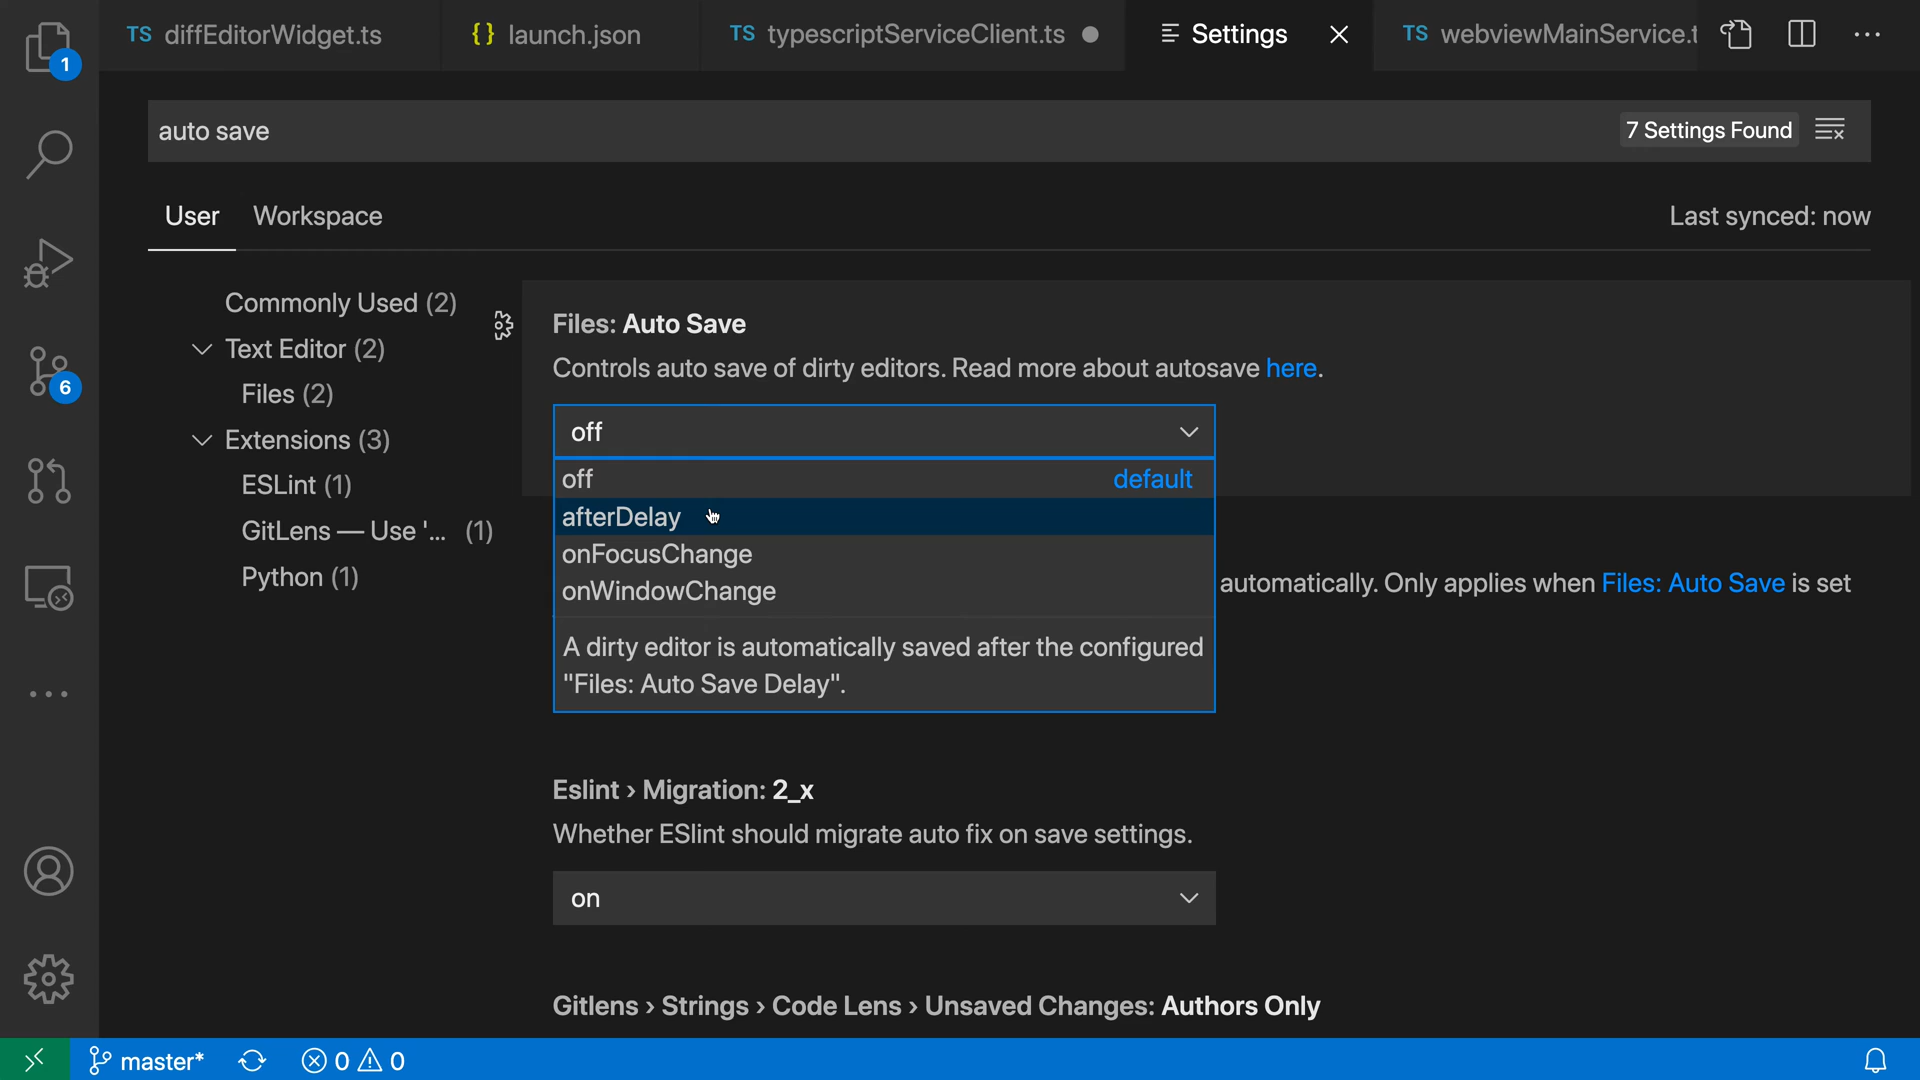 TS diffEditorWidget.ts
{} launch.json
TS typescriptServiceClient.ts
Settings
TS webviewMainService.t
1
auto save
7 Settings Found
User
Workspace
Last synced: now
Commonly Used (2)
Text Editor (2)
Files (2)
Extensions (3)
ESLint (1)
GitLens — Use '... (1)
Python (1)
6
Files: Auto Save
Controls auto save of dirty editors. Read more about autosave here.
off
off default
afterDelay
onFocusChange
onWindowChange
automatically. Only applies when Files: Auto Save is set
A dirty editor is automatically saved after the configured
"Files: Auto Save Delay".
Eslint › Migration: 2_x
Whether ESlint should migrate auto fix on save settings.
on
Gitlens › Strings › Code Lens › Unsaved Changes: Authors Only
master*
0
0